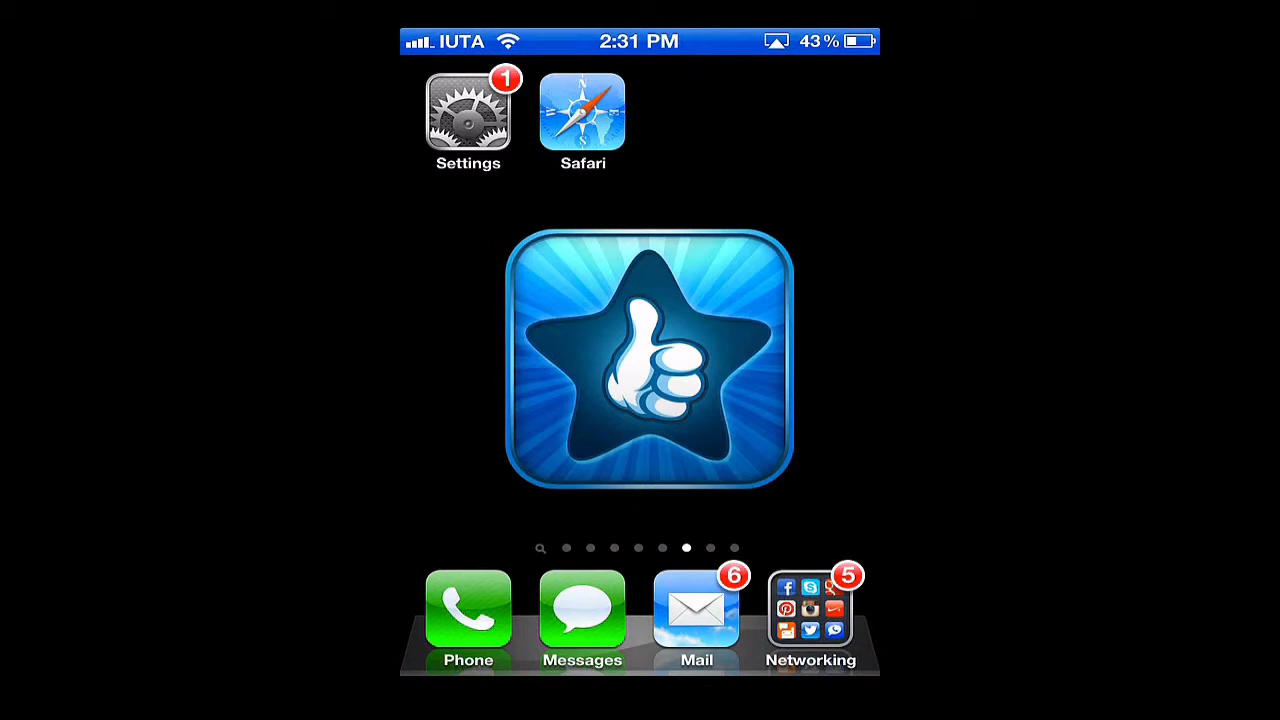 IUTA 2:31 PM 43%
1
Settings Safari
6 5
Phone Messages Mail Networking